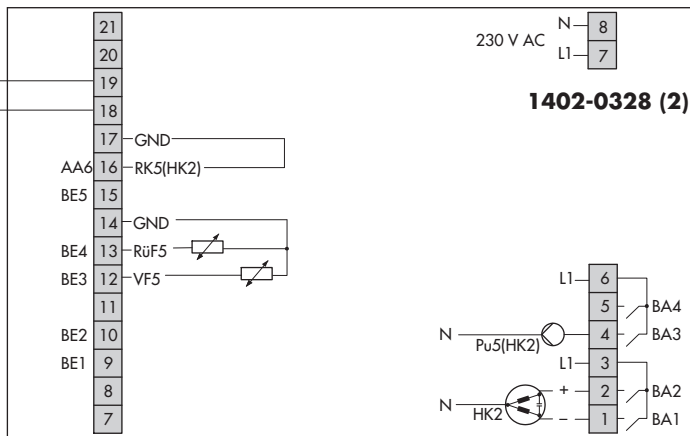 21
20
19
18
17 GND
AA6 16 RK5(HK2)
BE5 15
14 GND
BE4 13 RüF5
BE3 12 VF5
11
BE2 10
BE1 9
8
7
230 V AC
N 8
L1 7
1402-0328 (2)
L1 6
5 BA4
N Pu5(HK2) 4 BA3
L1 3
+ 2 BA2
N HK2 – 1 BA1